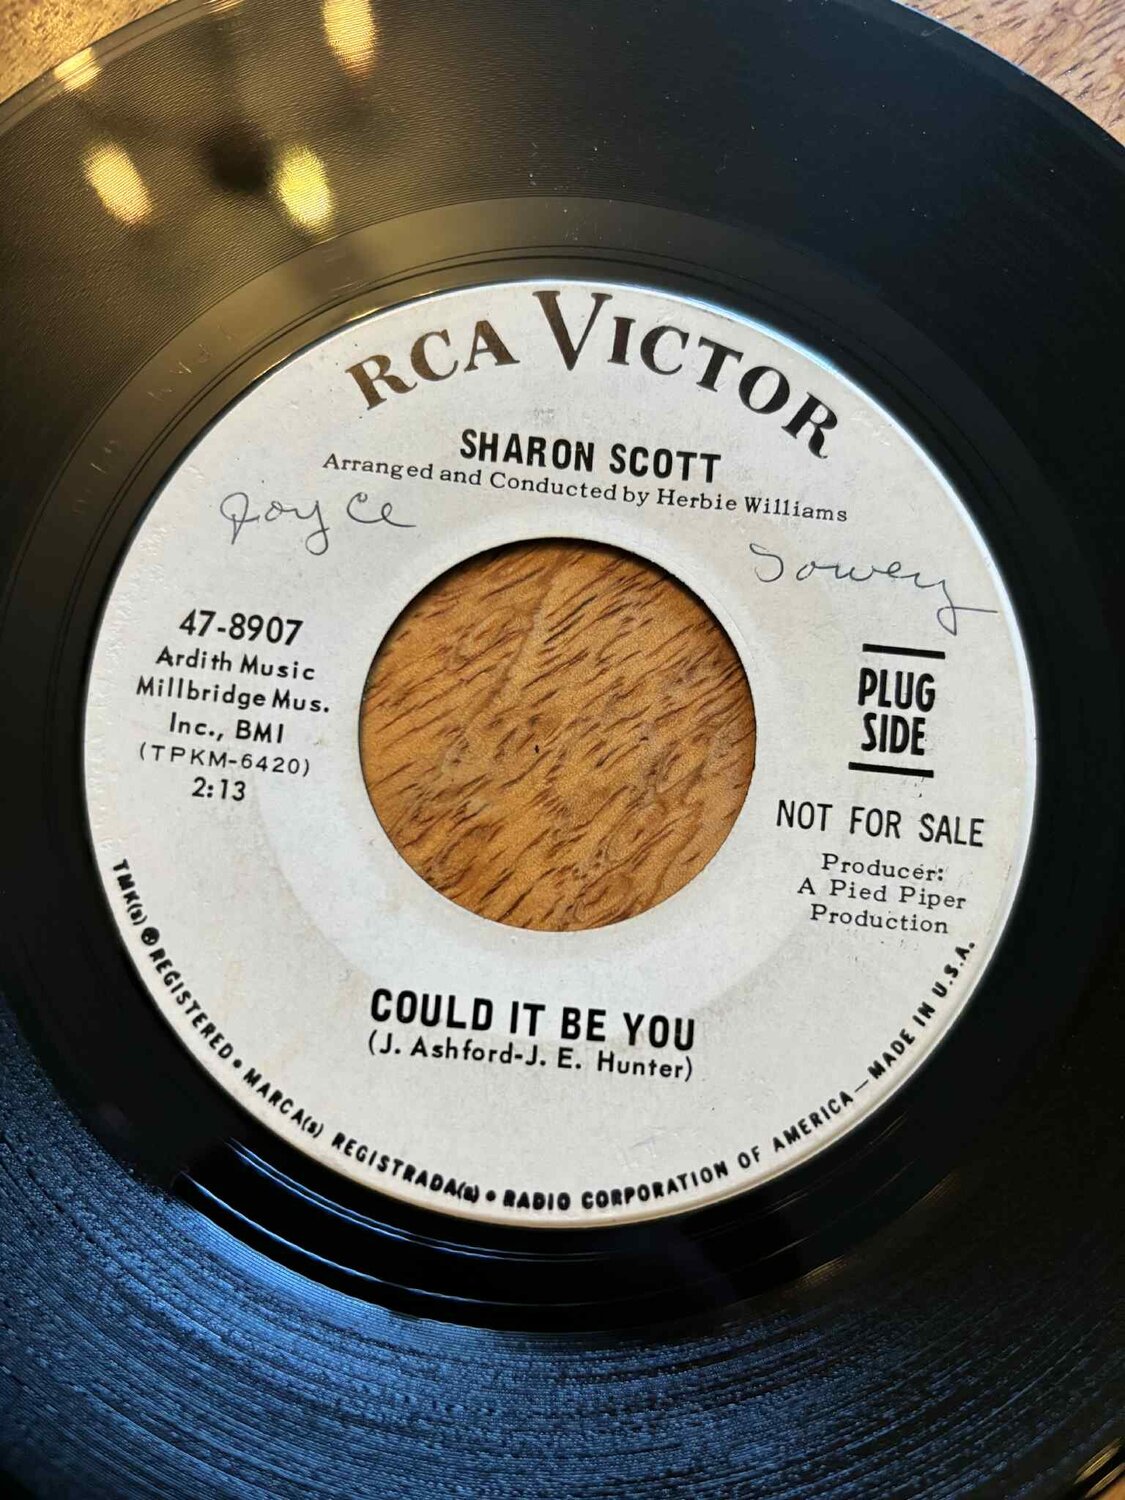 RCA VICTOR
SHARON SCOTT
Arranged and Conducted by Herbie Williams
Joyce
Sowery
47-8907
Ardith Music
Millbridge Mus.
Inc., BMI
(TPKM-6420)
2:13
PLUG
SIDE
NOT FOR SALE
Producer:
A Pied Piper
Production
COULD IT BE YOU
(J. Ashford-J. E. Hunter)
TMK(s) ® REGISTERED • MARCA(s) REGISTRADA(s) • RADIO CORPORATION OF AMERICA — MADE IN U.S.A.